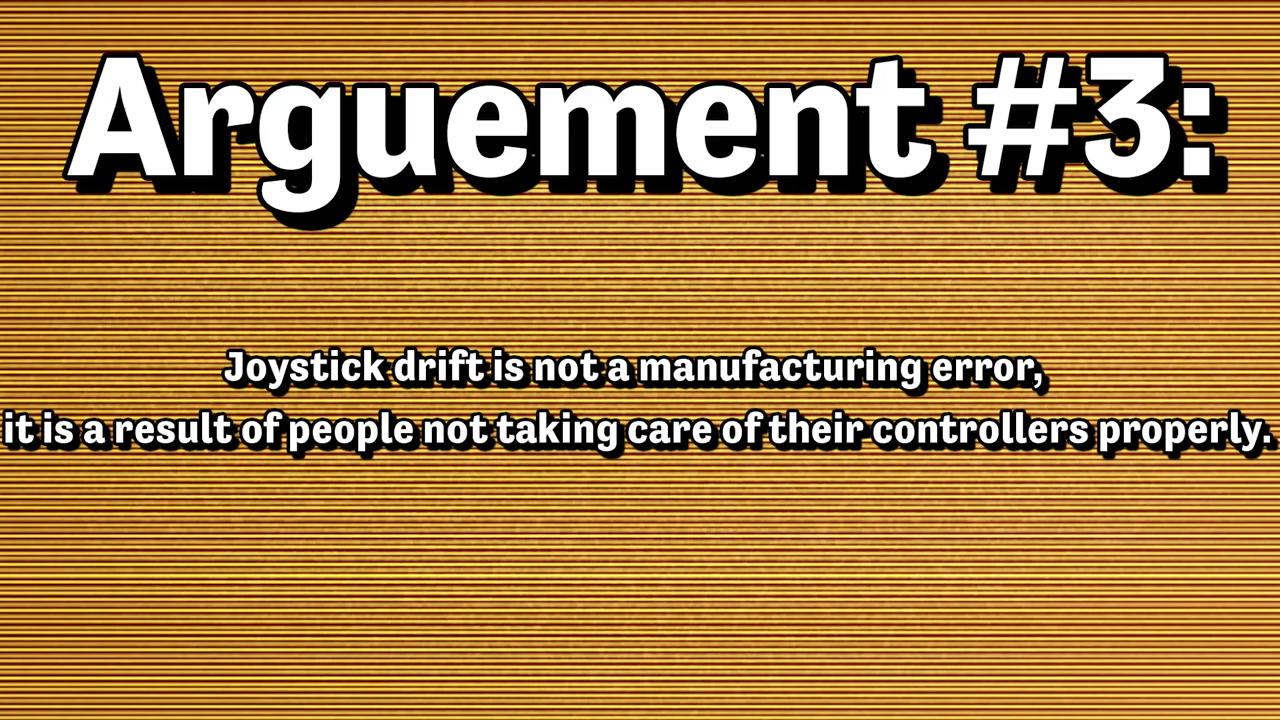 Arguement #3:
Joystick drift is not a manufacturing error,
it is a result of people not taking care of their controllers properly.